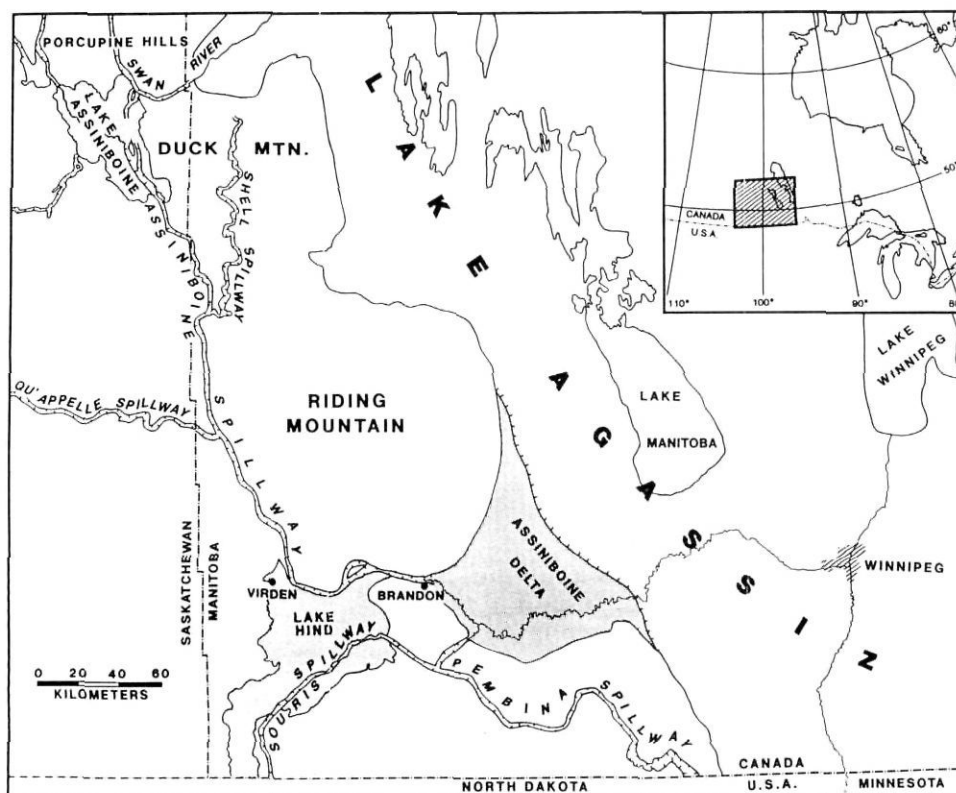 PORCUPINE HILLS
SWAN RIVER
LAKE ASSINIBOINE
DUCK MTN.
SHELL SPILLWAY
ASSINIBOINE SPILLWAY
QU'APPELLE SPILLWAY
RIDING
MOUNTAIN
LAKE AGASSIN
LAKE
MANITOBA
LAKE
WINNIPEG
WINNIPEG
ASSINIBOINE
DELTA
SASKATCHEWAN
MANITOBA
VIRDEN
BRANDON
LAKE
HIND
SOURIS SPILLWAY
PEMBINA SPILLWAY
0 20 40 60
KILOMETERS
NORTH DAKOTA
CANADA
U.S.A.
MINNESOTA
60°
50°
CANADA
U.S.A.
110°
100°
90°
80